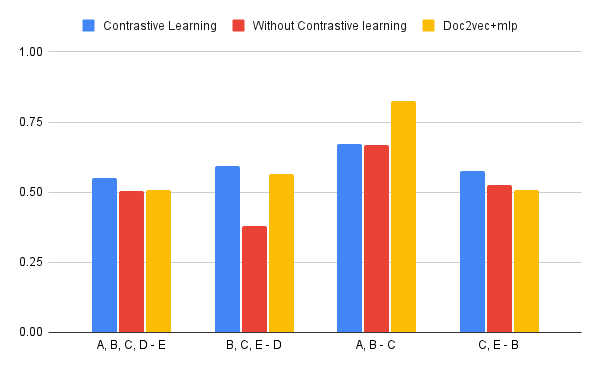 Contrastive Learning Without Contrastive learning Doc2vec+mlp
1.00
0.75
0.50
0.25
0.00
A, B, C, D - E B, C, E - D A, B - C C, E - B